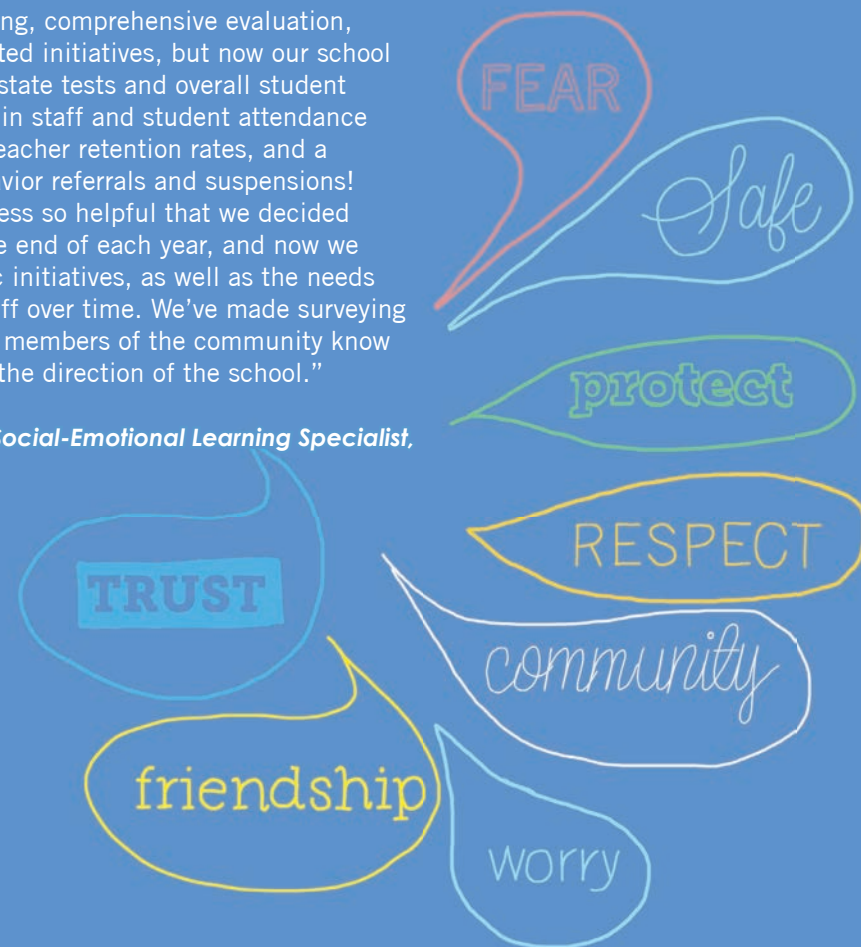 ng, comprehensive evaluation,
ted initiatives, but now our school
state tests and overall student
in staff and student attendance
eacher retention rates, and a
avior referrals and suspensions!
ess so helpful that we decided
e end of each year, and now we
c initiatives, as well as the needs
ff over time. We’ve made surveying
members of the community know
the direction of the school.”
Social-Emotional Learning Specialist,
FEAR
Safe
protect
RESPECT
TRUST
community
friendship
worry